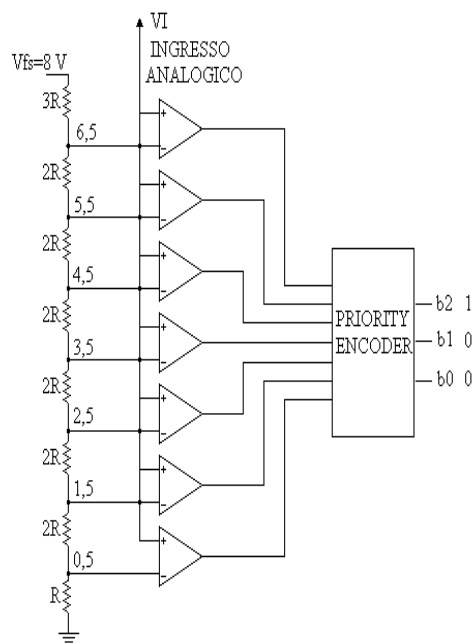 VI
INGRESSO
ANALOGICO
Vfs=8 V
3R
6,5
2R
5,5
2R
4,5
2R
3,5
2R
2,5
2R
1,5
2R
0,5
R
+
-
+
-
+
-
+
-
+
-
+
-
+
-
PRIORITY
ENCODER
b2 1
b1 0
b0 0